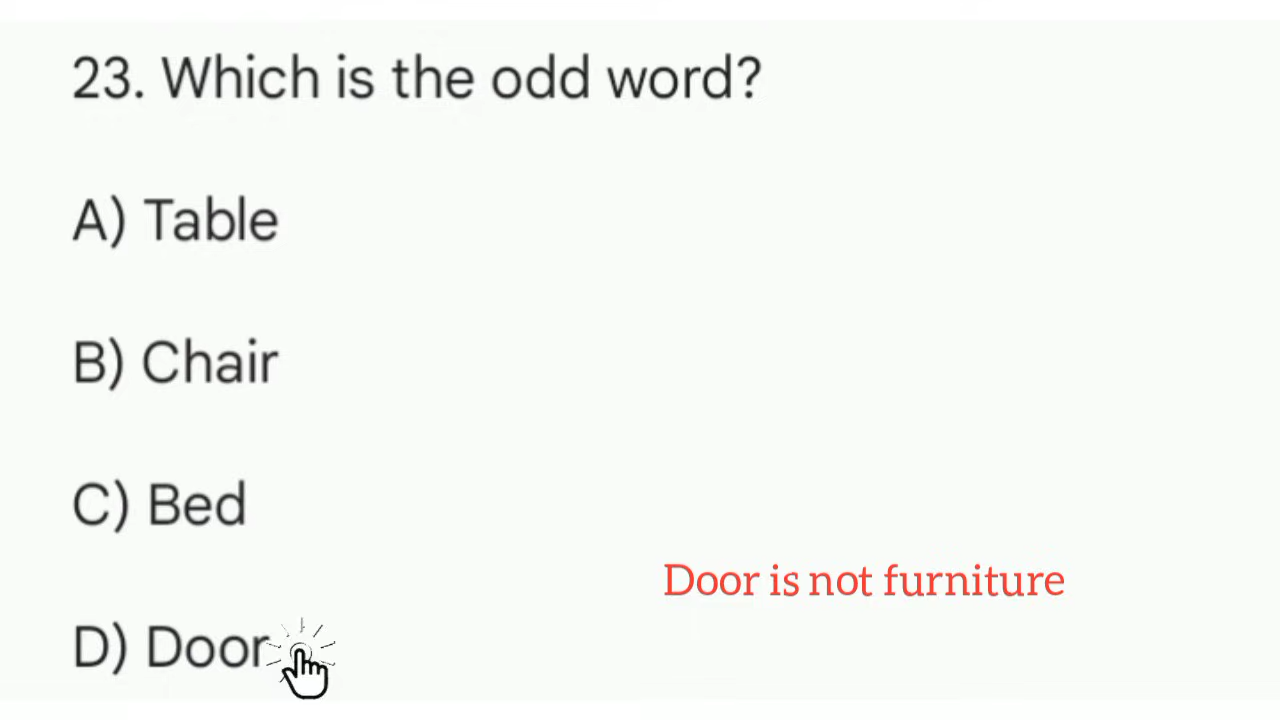 23. Which is the odd word?
A) Table
B) Chair
C) Bed
Door is not furniture
D) Door